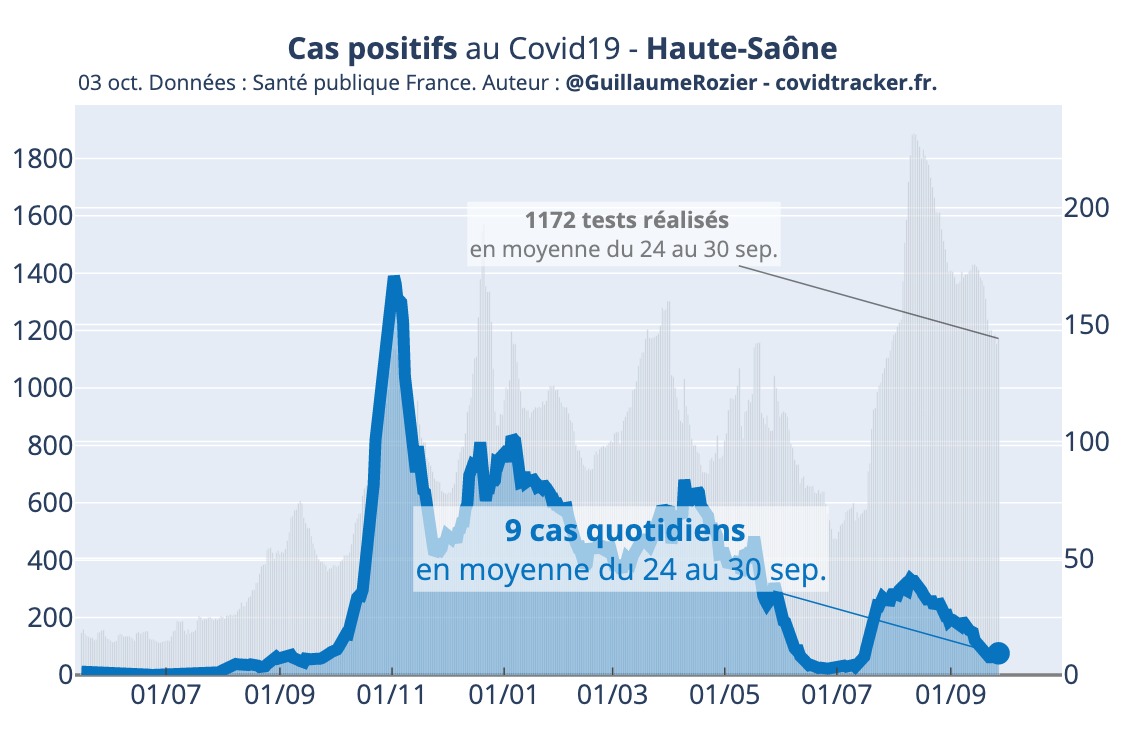 Cas positifs au Covid19 - Haute-Saône
03 oct. Données : Santé publique France. Auteur : @GuillaumeRozier - covidtracker.fr.
1800
1600
1400
1200
1000
800
600
400
200
0
200
150
100
50
0
1172 tests réalisés
en moyenne du 24 au 30 sep.
9 cas quotidiens
en moyenne du 24 au 30 sep.
01/07 01/09 01/11 01/01 01/03 01/05 01/07 01/09